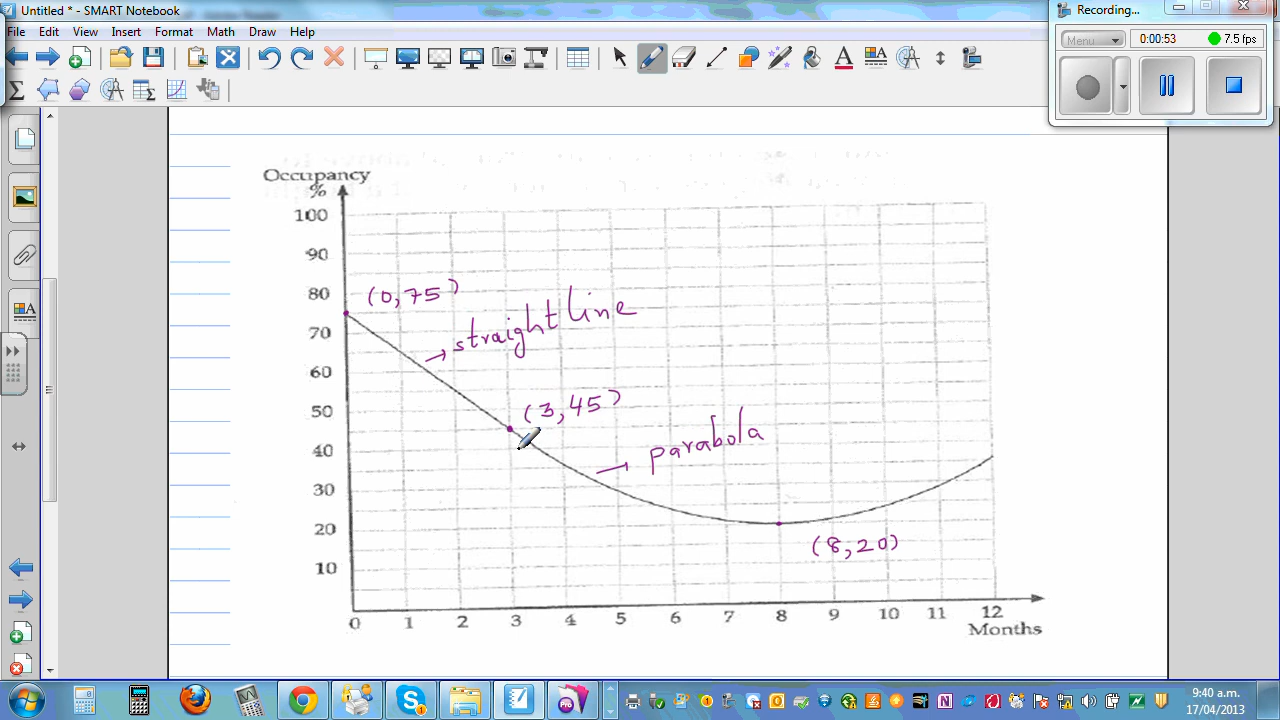 Untitled * - SMART Notebook
File Edit View Insert Format Math Draw Help
Recording...
Menu 0:00:53 7.5 fps
Occupancy
%
100
90
80
70
60
50
40
30
20
10
(0,75)
straight line
(3,45)
parabola
(8,20)
0 1 2 3 4 5 6 7 8 9 10 11 12
Months
9:40 a.m.
17/04/2013